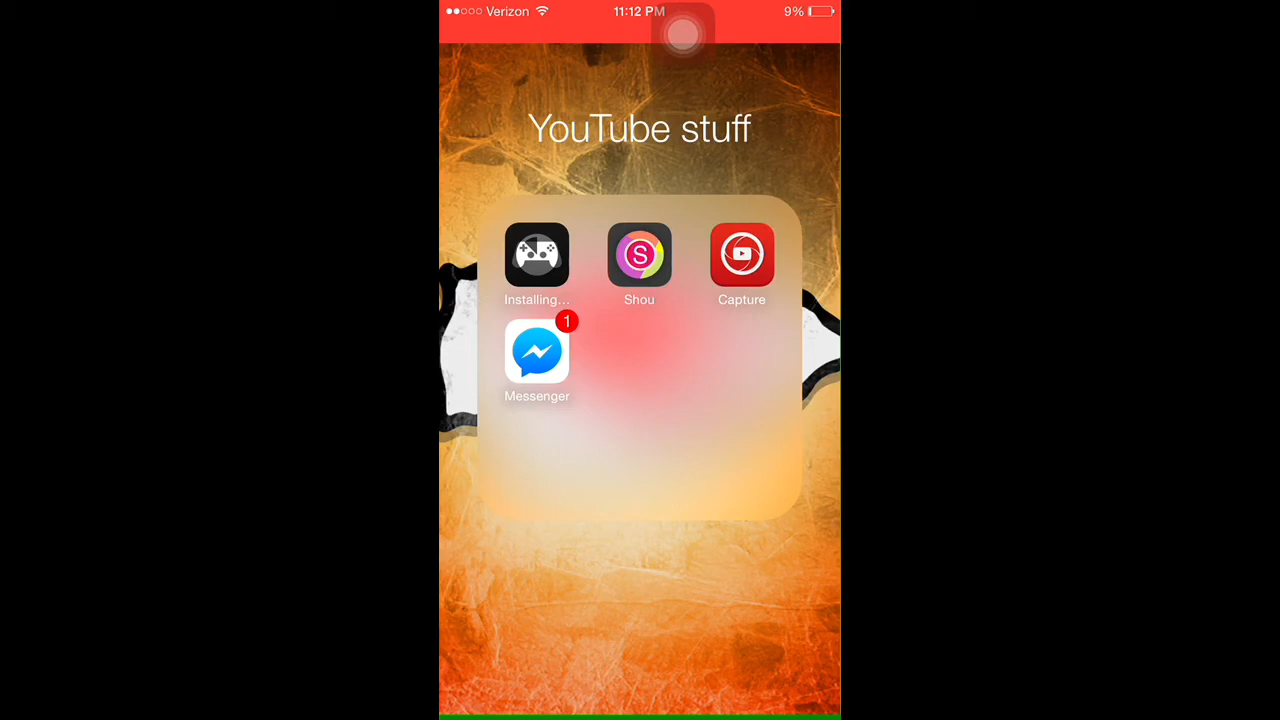 Verizon 11:12 PM 9%
YouTube stuff
S
Installing... Shou Capture
1
Messenger